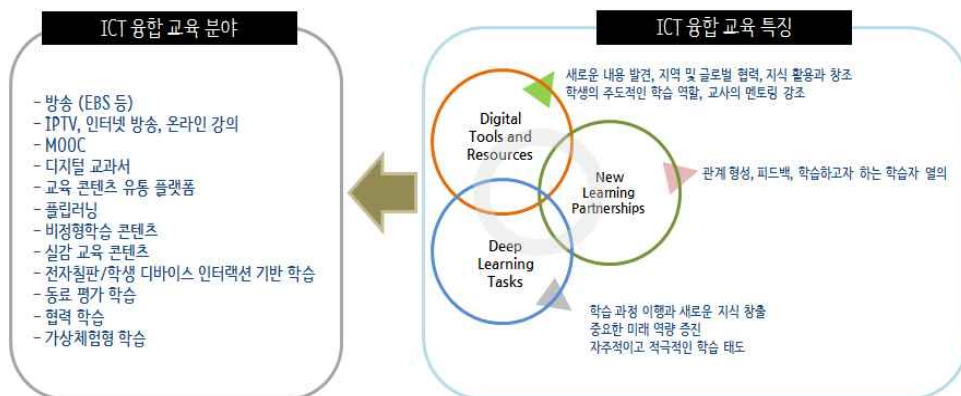 ICT 융합 교육 분야
- 방송 (EBS 등)
- IPTV, 인터넷 방송, 온라인 강의
- MOOC
- 디지털 교과서
- 교육 콘텐츠 유통 플랫폼
- 플립러닝
- 비정형학습 콘텐츠
- 실감 교육 콘텐츠
- 전자칠판/학생 디바이스 인터랙션 기반 학습
- 동료 평가 학습
- 협력 학습
- 가상체험형 학습
ICT 융합 교육 특징
새로운 내용 발견, 지역 및 글로벌 협력, 지식 활용과 창조
학생의 주도적인 학습 역할, 교사의 멘토링 강조
Digital
Tools and
Resources
New
Learning
Partnerships
관계 형성, 피드백, 학습하고자 하는 학습자 열의
Deep
Learning
Tasks
학습 과정 이행과 새로운 지식 창출
중요한 미래 역량 증진
자주적이고 적극적인 학습 태도